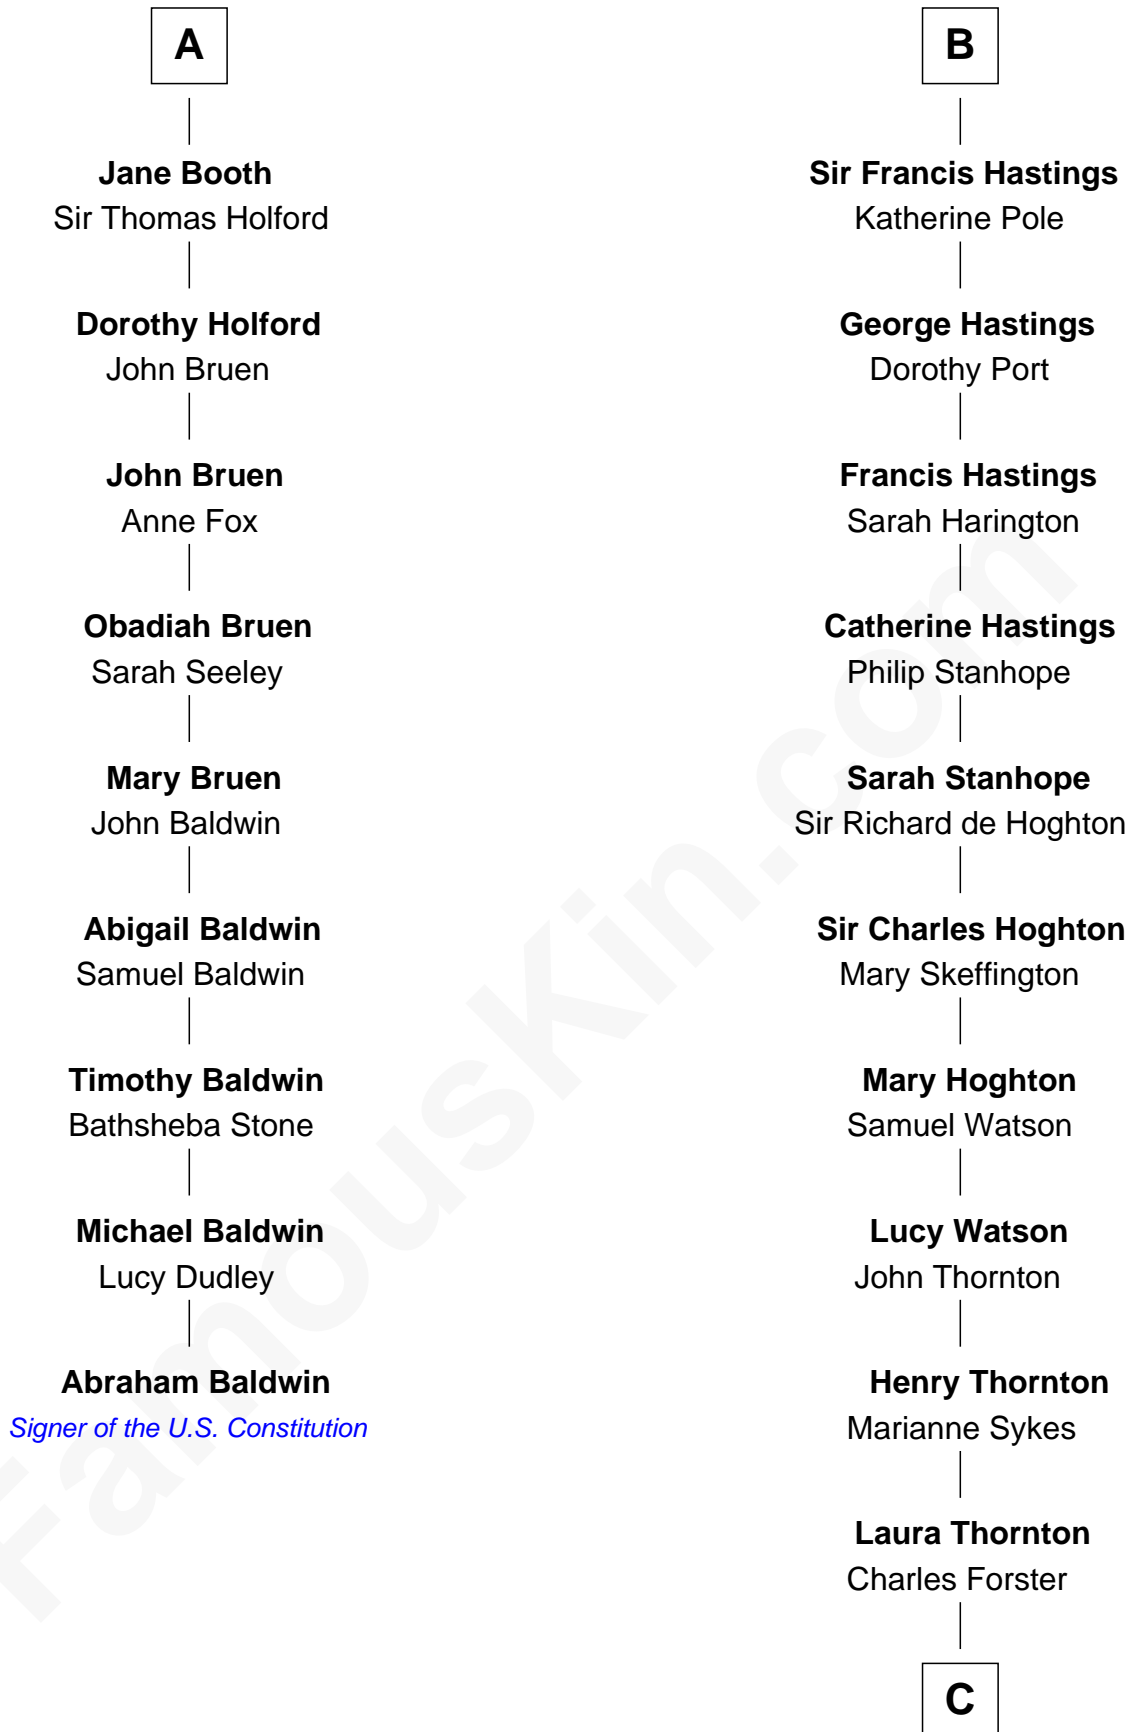 A
Jane Booth
Sir Thomas Holford
Dorothy Holford
John Bruen
John Bruen
Anne Fox
Obadiah Bruen
Sarah Seeley
Mary Bruen
John Baldwin
Abigail Baldwin
Samuel Baldwin
Timothy Baldwin
Bathsheba Stone
Michael Baldwin
Lucy Dudley
Abraham Baldwin
Signer of the U.S. Constitution
B
Sir Francis Hastings
Katherine Pole
George Hastings
Dorothy Port
Francis Hastings
Sarah Harington
Catherine Hastings
Philip Stanhope
Sarah Stanhope
Sir Richard de Hoghton
Sir Charles Hoghton
Mary Skeffington
Mary Hoghton
Samuel Watson
Lucy Watson
John Thornton
Henry Thornton
Marianne Sykes
Laura Thornton
Charles Forster
C
FamousKin.com